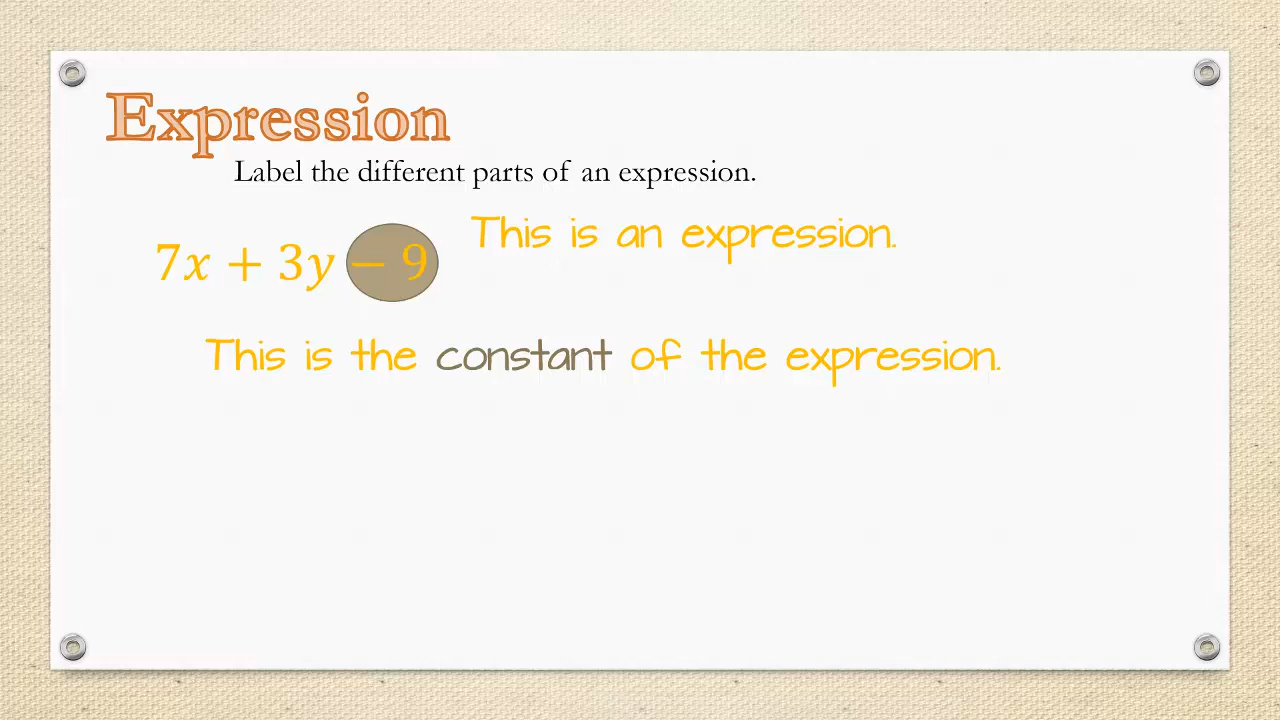 Expression
Label the different parts of an expression.
This is an expression.
7x + 3y − 9
This is the constant of the expression.